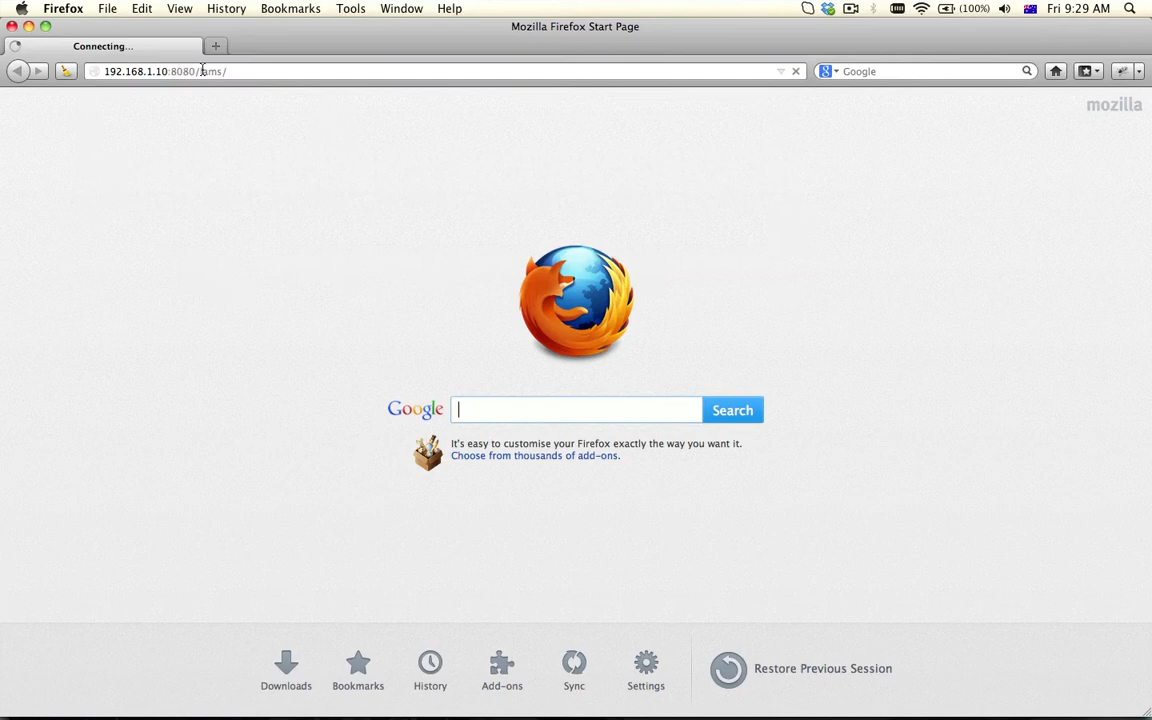 Firefox File Edit View History Bookmarks Tools Window Help (100%) Fri 9:29 AM
Mozilla Firefox Start Page
Connecting...
192.168.1.10:8080/jams/ Google
mozilla
Google Search
It's easy to customise your Firefox exactly the way you want it.
Choose from thousands of add-ons.
Downloads Bookmarks History Add-ons Sync Settings Restore Previous Session